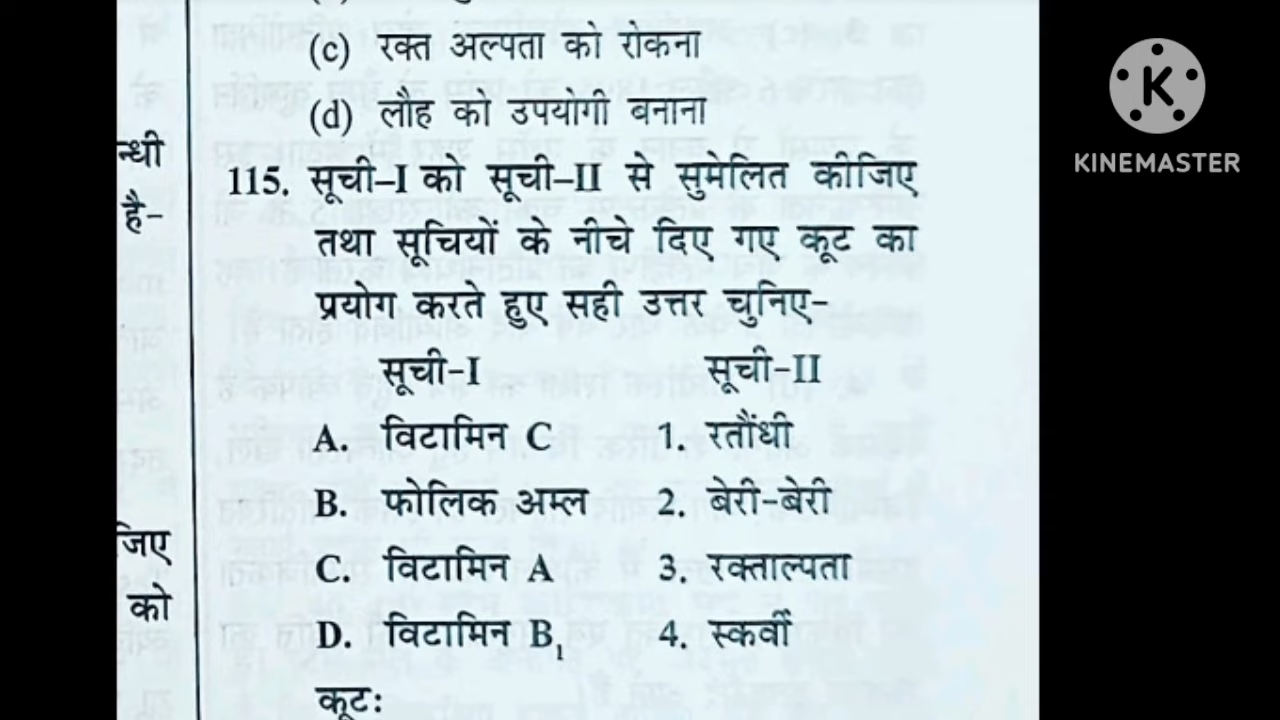 (c) रक्त अल्पता को रोकना
(d) लौह को उपयोगी बनाना
न्धी
है-
115. सूची-I को सूची-II से सुमेलित कीजिए
तथा सूचियों के नीचे दिए गए कूट का
प्रयोग करते हुए सही उत्तर चुनिए-
सूची-I सूची-II
A. विटामिन C 1. रतौंधी
B. फोलिक अम्ल 2. बेरी-बेरी
C. विटामिन A 3. रक्ताल्पता
D. विटामिन B₁ 4. स्कर्वी
कूट:
जिए
को
K
KINEMASTER